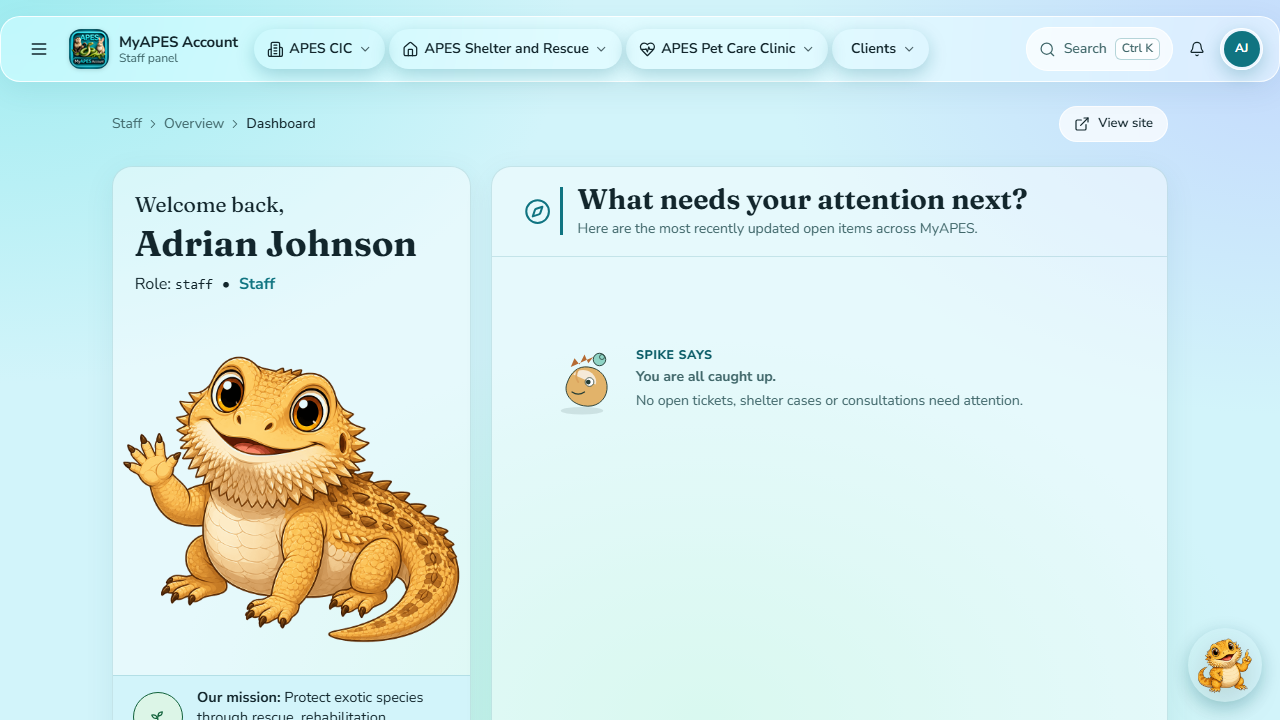 MyAPES Account
Staff panel
APES CIC
APES Shelter and Rescue
APES Pet Care Clinic
Clients
Search
Ctrl K
AJ
Staff
Overview
Dashboard
View site
Welcome back,
Adrian Johnson
Role: staff • Staff
What needs your attention next?
Here are the most recently updated open items across MyAPES.
SPIKE SAYS
You are all caught up.
No open tickets, shelter cases or consultations need attention.
Our mission: Protect exotic species
through rescue, rehabilitation